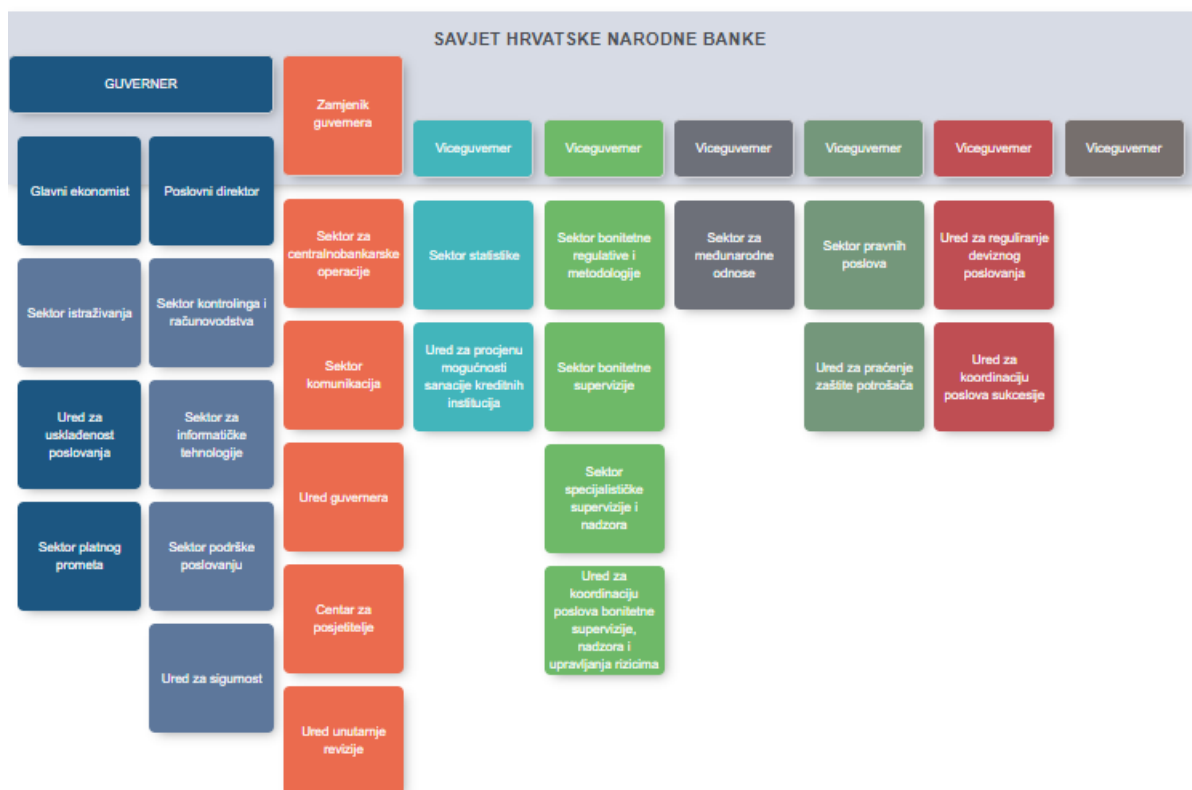 SAVJET HRVATSKE NARODNE BANKE
GUVERNER
Glavni ekonomist
Sektor istraživanja
Ured za
usklađenost
poslovanja
Sektor platnog
prometa
Poslovni direktor
Sektor kontrolinga i
računovodstva
Sektor za
informatičke
tehnologije
Sektor podrške
poslovanju
Ured za sigurnost
Zamjenik
guvernera
Sektor za
centralnobankarske
operacije
Sektor
komunikacija
Ured guvernera
Centar za
posjetitelje
Ured unutarnje
revizije
Viceguverner
Sektor statistike
Ured za procjenu
mogućnosti
sanacije kreditnih
institucija
Viceguverner
Sektor bonitetne
regulative i
metodologije
Sektor bonitetne
supervizije
Sektor
specijalističke
supervizije i
nadzora
Ured za
koordinaciju
poslova bonitetne
supervizije,
nadzora i
upravljanja rizicima
Viceguverner
Sektor za
međunarodne
odnose
Viceguverner
Sektor pravnih
poslova
Ured za praćenje
zaštite potrošača
Viceguverner
Ured za reguliranje
deviznog
poslovanja
Ured za
koordinaciju
poslova sukcesije
Viceguverner